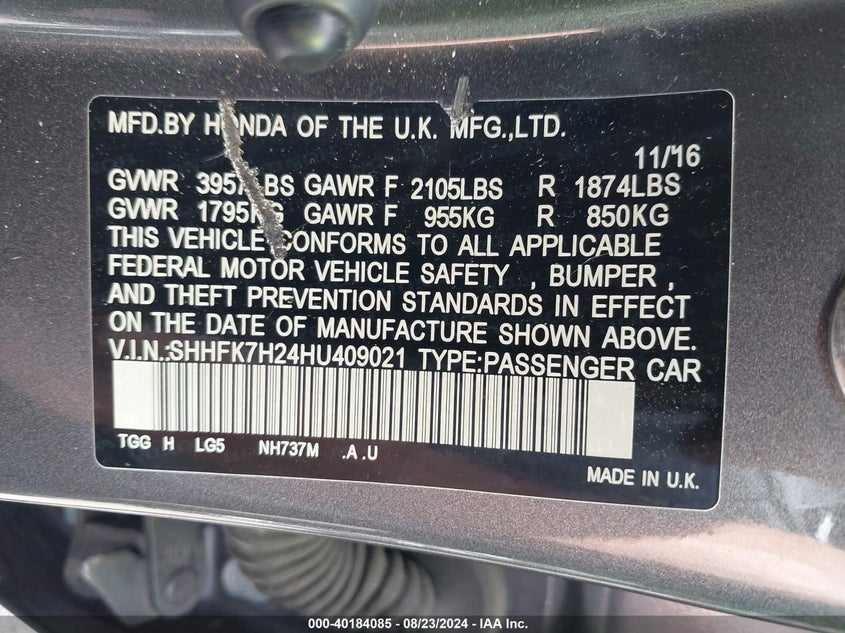 MFD.BY HONDA OF THE U.K. MFG.,LTD.
11/'16
GVWR 3957LBS GAWR F 2105LBS R 1874LBS
GVWR 1795KG GAWR F 955KG R 850KG
THIS VEHICLE CONFORMS TO ALL APPLICABLE
FEDERAL MOTOR VEHICLE SAFETY , BUMPER ,
AND THEFT PREVENTION STANDARDS IN EFFECT
ON THE DATE OF MANUFACTURE SHOWN ABOVE.
V.I.N.:SHHFK7H24HU409021 TYPE:PASSENGER CAR
TGG H LG5 NH737M .A .U
MADE IN U.K.
000-40184085 - 08/23/2024 - IAA Inc.